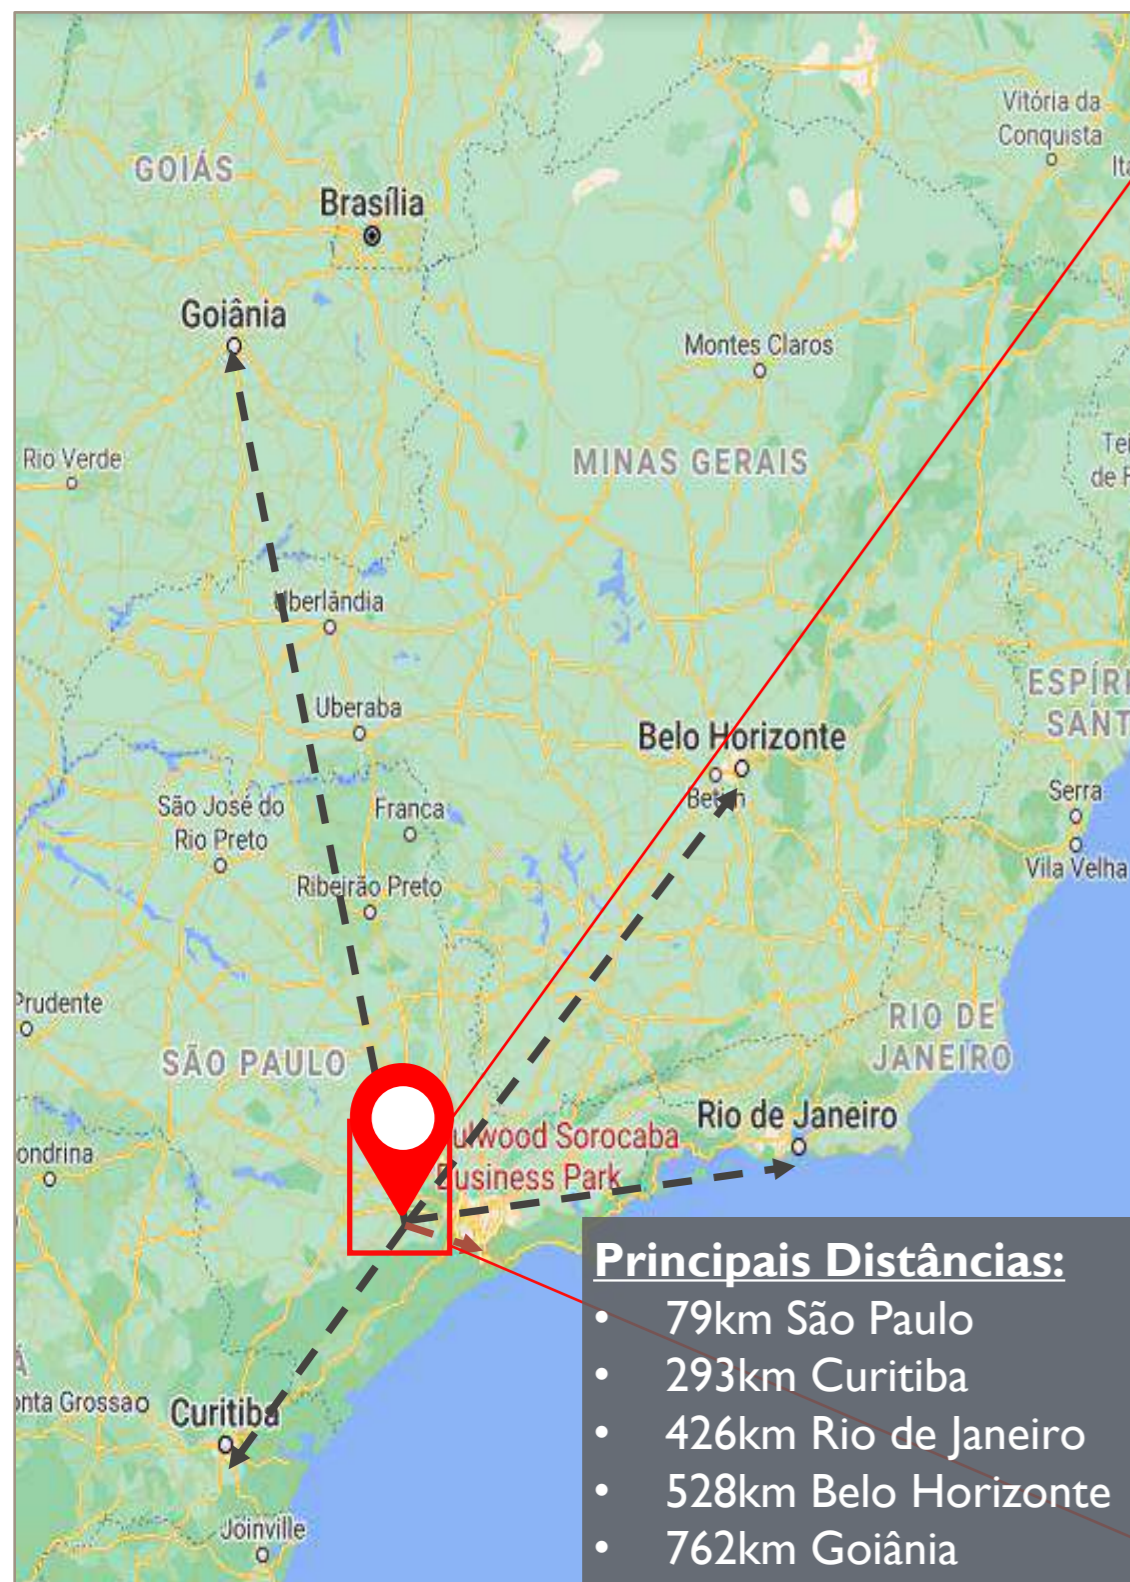 Vitória da
Conquista
GOIÁS
Brasília
Goiânia
Montes Claros
Rio Verde
MINAS GERAIS
Uberlândia
ESPÍRI
SANT
Uberaba
Belo Horizonte
Betim
São José do
Rio Preto
Franca
Serra
Vila Velha
Ribeirão Preto
Prudente
RIO DE
JANEIRO
SÃO PAULO
Rio de Janeiro
ulwood Sorocaba
Business Park
ondrina
Principais Distâncias:
• 79km São Paulo
• 293km Curitiba
• 426km Rio de Janeiro
• 528km Belo Horizonte
• 762km Goiânia
onta Grossa
Curitiba
Joinville